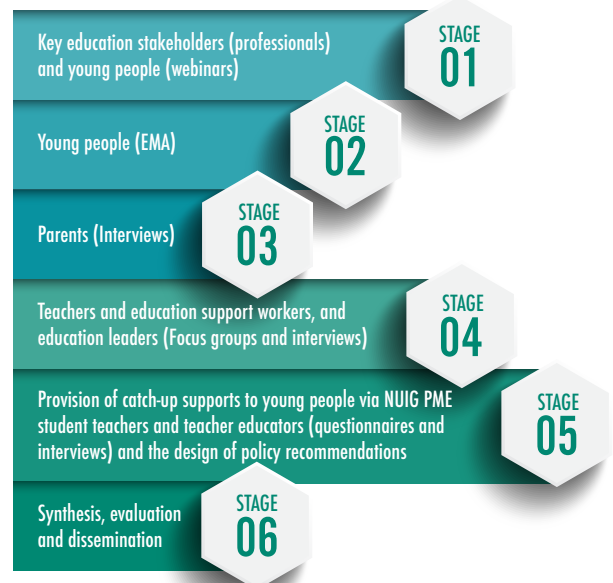 Key education stakeholders (professionals)
and young people (webinars)
STAGE
01
Young people (EMA)
STAGE
02
Parents (Interviews)
STAGE
03
Teachers and education support workers, and
education leaders (Focus groups and interviews)
STAGE
04
Provision of catch-up supports to young people via NUIG PME
student teachers and teacher educators (questionnaires and
interviews) and the design of policy recommendations
STAGE
05
Synthesis, evaluation
and dissemination
STAGE
06